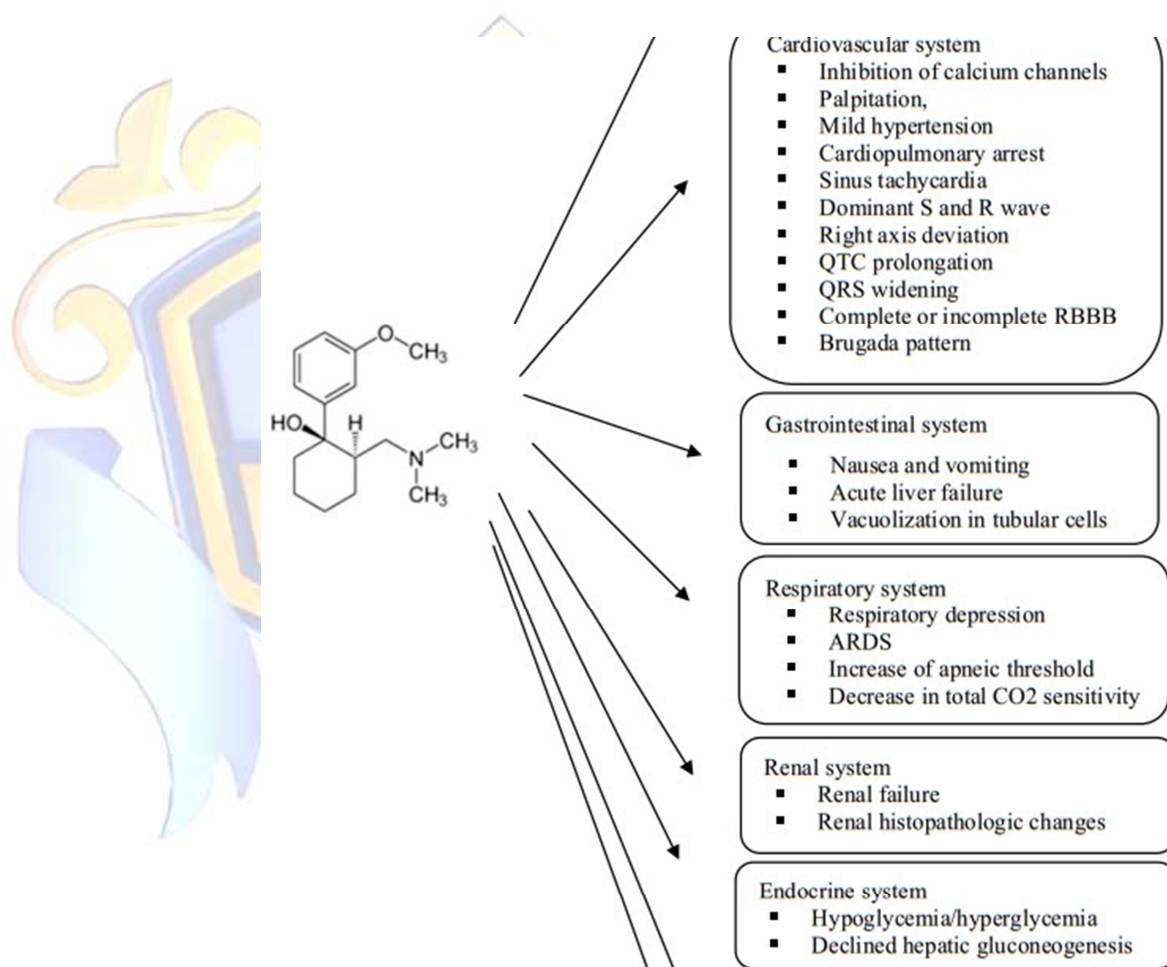 Cardiovascular system
▪ Inhibition of calcium channels
▪ Palpitation,
▪ Mild hypertension
▪ Cardiopulmonary arrest
▪ Sinus tachycardia
▪ Dominant S and R wave
▪ Right axis deviation
▪ QTC prolongation
▪ QRS widening
▪ Complete or incomplete RBBB
▪ Brugada pattern
O
CH3
HO
H
N
CH3
CH3
Gastrointestinal system
▪ Nausea and vomiting
▪ Acute liver failure
▪ Vacuolization in tubular cells
Respiratory system
▪ Respiratory depression
▪ ARDS
▪ Increase of apneic threshold
▪ Decrease in total CO2 sensitivity
Renal system
▪ Renal failure
▪ Renal histopathologic changes
Endocrine system
▪ Hypoglycemia/hyperglycemia
▪ Declined hepatic gluconeogenesis